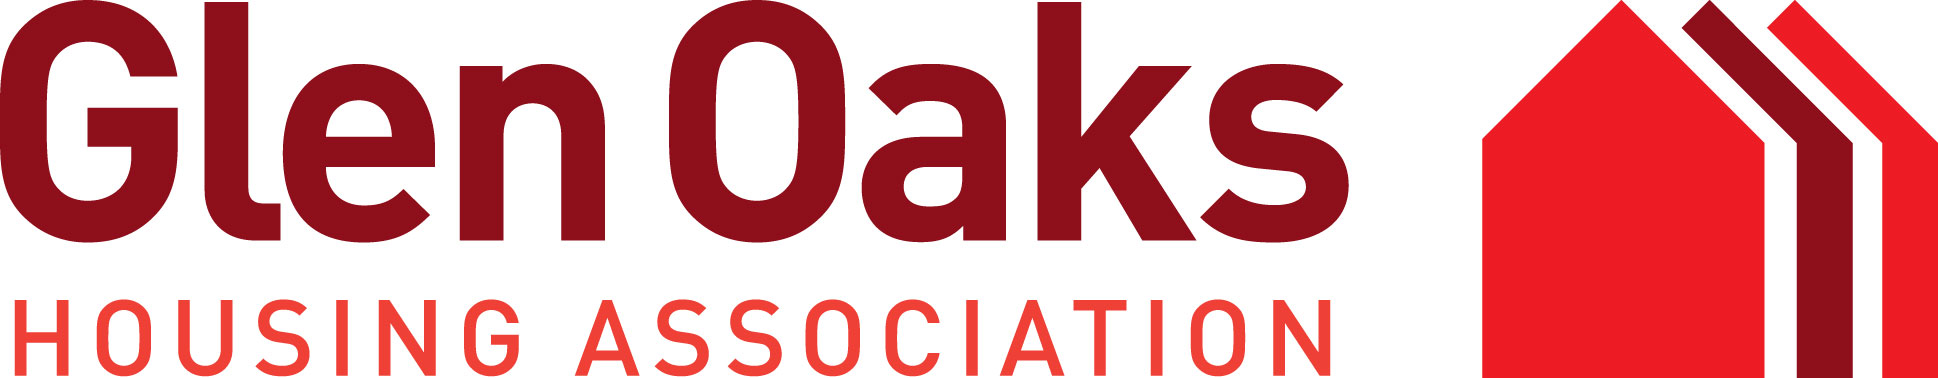 Glen Oaks
HOUSING ASSOCIATION